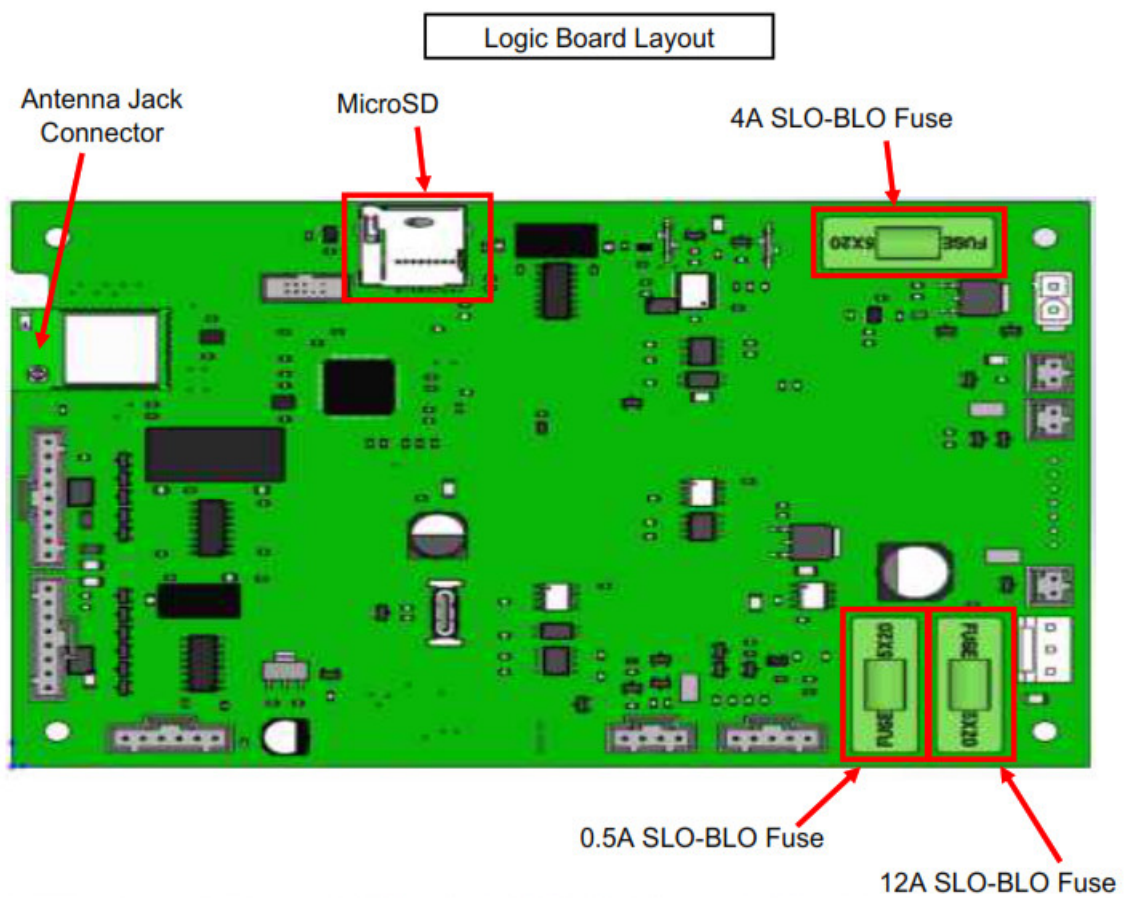 Logic Board Layout
Antenna Jack
Connector
MicroSD
4A SLO-BLO Fuse
FUSE 5X20
FUSE 5X20
FUSE 5X20
0.5A SLO-BLO Fuse
12A SLO-BLO Fuse